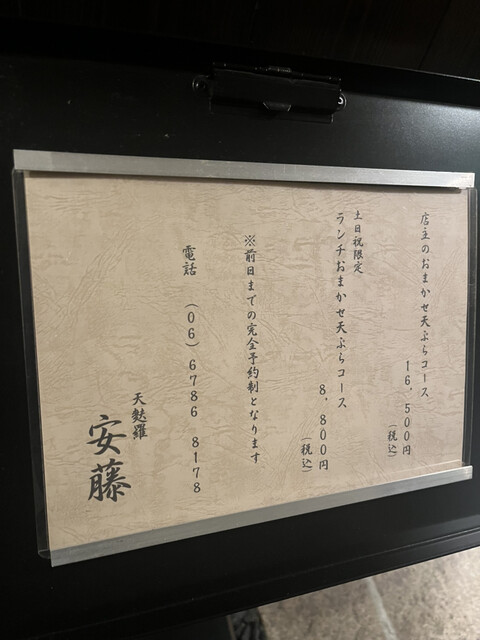 店主のおまかせ天ぷらコース
16,500円
(税込)
土日祝限定
ランチおまかせ天ぷらコース
8,800円
(税込)
※前日までの完全予約制となります
電話 (06)6786 8178
天麩羅
安藤